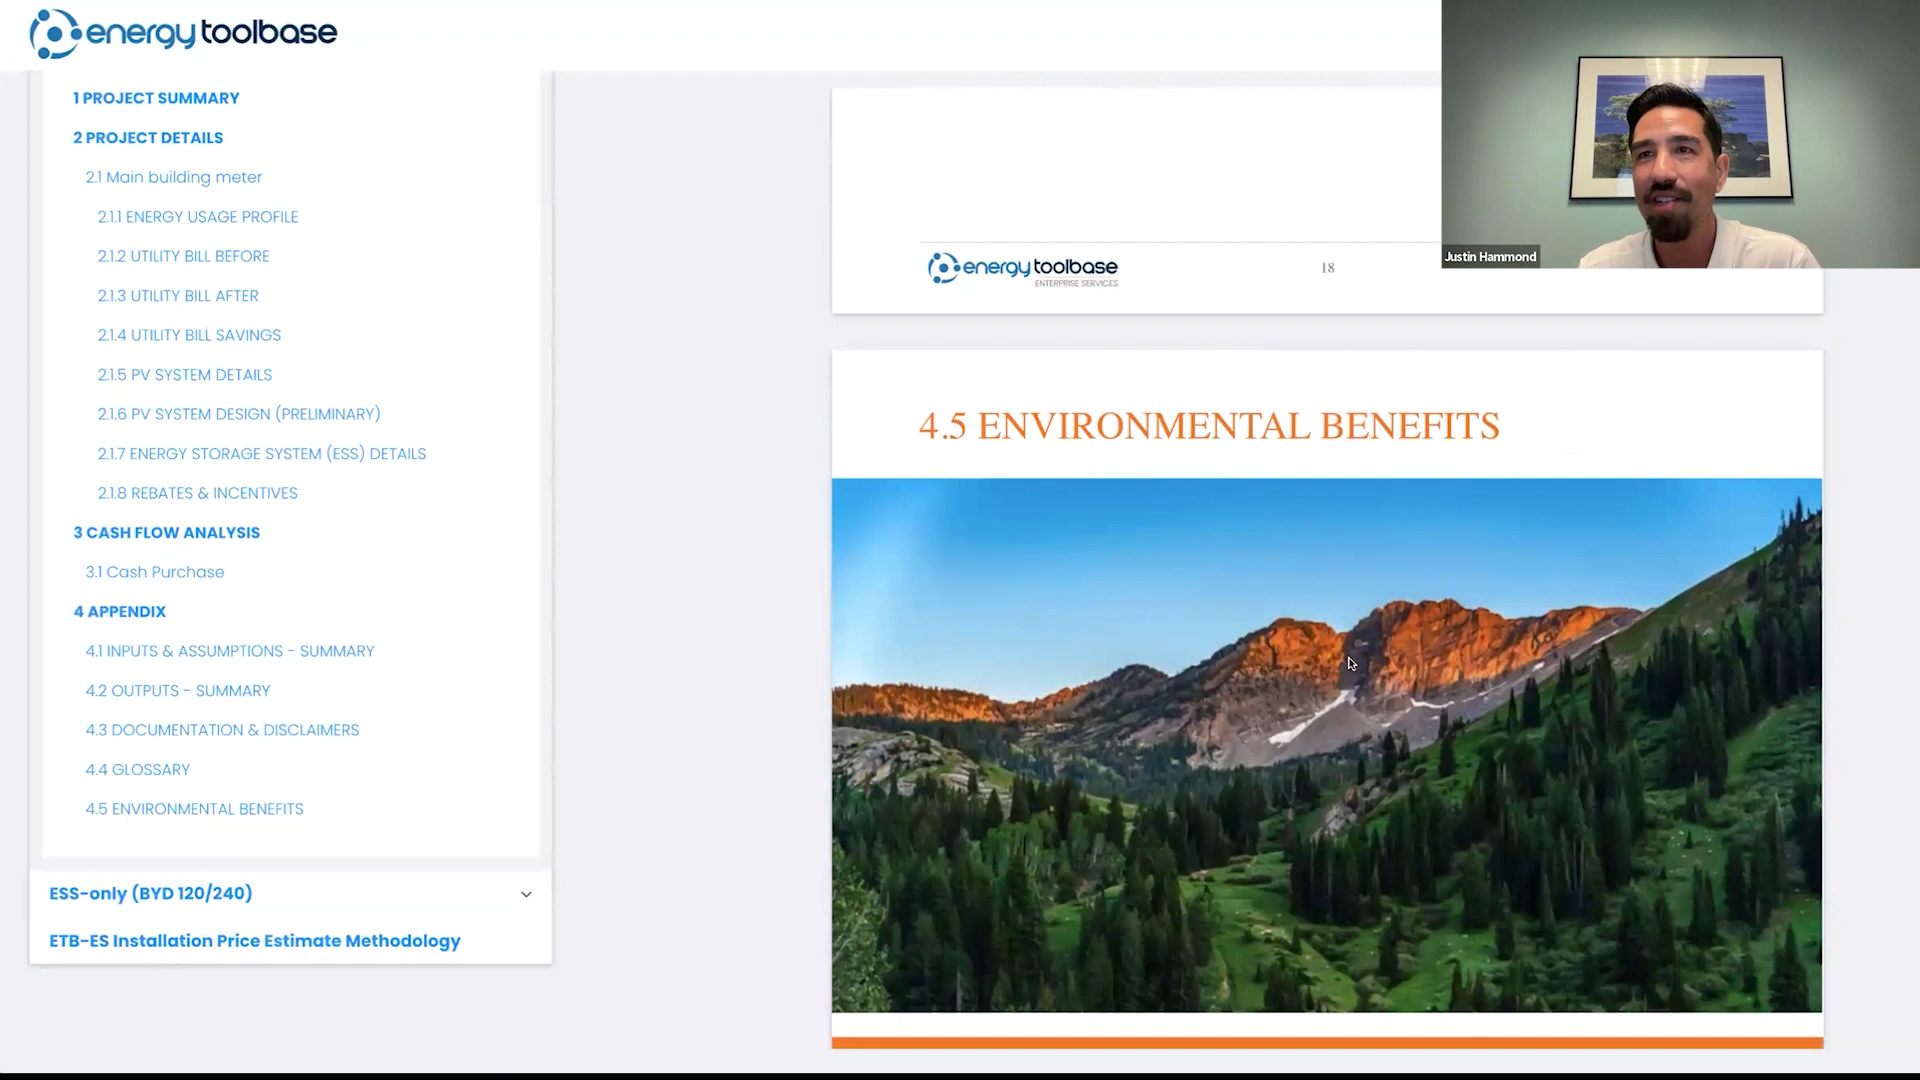 energy toolbase
1 PROJECT SUMMARY
2 PROJECT DETAILS
2.1 Main building meter
2.1.1 ENERGY USAGE PROFILE
2.1.2 UTILITY BILL BEFORE
2.1.3 UTILITY BILL AFTER
2.1.4 UTILITY BILL SAVINGS
2.1.5 PV SYSTEM DETAILS
2.1.6 PV SYSTEM DESIGN (PRELIMINARY)
2.1.7 ENERGY STORAGE SYSTEM (ESS) DETAILS
2.1.8 REBATES & INCENTIVES
3 CASH FLOW ANALYSIS
3.1 Cash Purchase
4 APPENDIX
4.1 INPUTS & ASSUMPTIONS - SUMMARY
4.2 OUTPUTS - SUMMARY
4.3 DOCUMENTATION & DISCLAIMERS
4.4 GLOSSARY
4.5 ENVIRONMENTAL BENEFITS
ESS-only (BYD 120/240)
ETB-ES Installation Price Estimate Methodology
energy toolbase
ENTERPRISE SERVICES
18
4.5 ENVIRONMENTAL BENEFITS
Justin Hammond